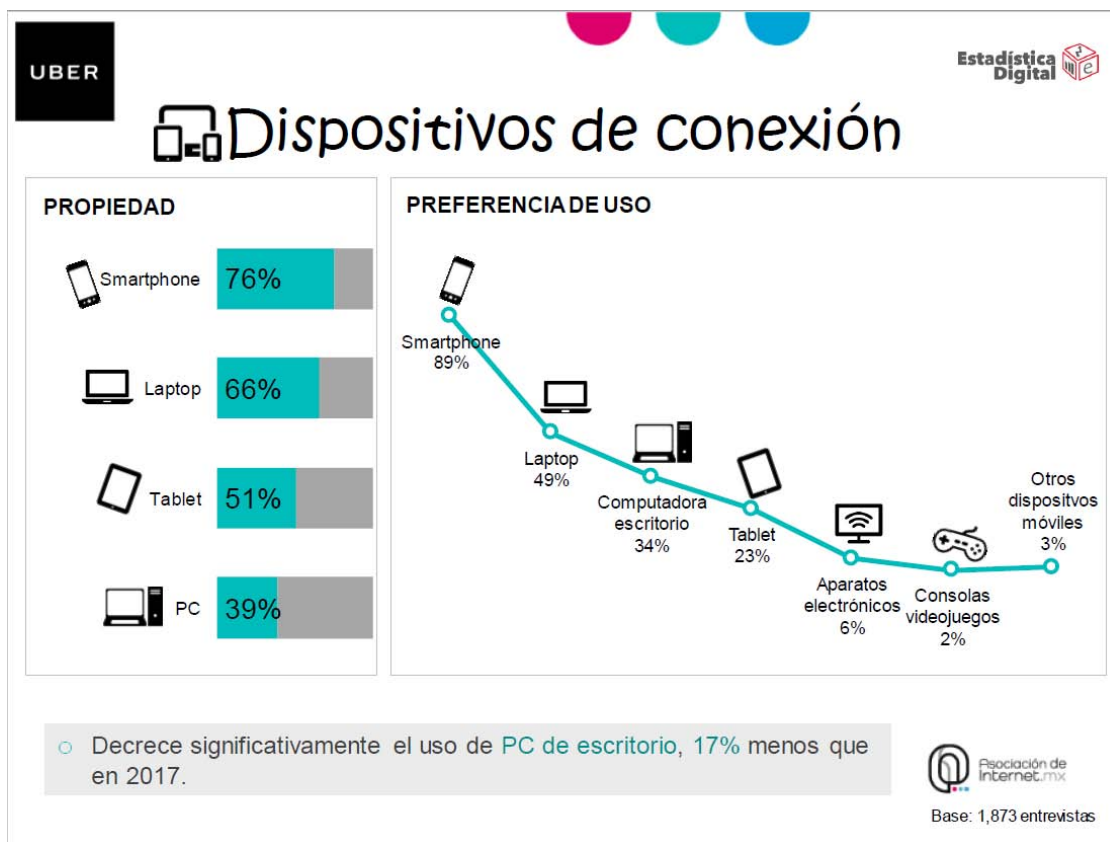 UBER
Estadística
Digital
Dispositivos de conexión
PROPIEDAD
Smartphone 76%
Laptop 66%
Tablet 51%
PC 39%
PREFERENCIA DE USO
Smartphone
89%
Laptop
49%
Computadora
escritorio
34%
Tablet
23%
Aparatos
electrónicos
6%
Consolas
videojuegos
2%
Otros
dispositvos
móviles
3%
Decrece significativamente el uso de PC de escritorio, 17% menos que
en 2017.
Asociación de
Internet.mx
Base: 1,873 entrevistas